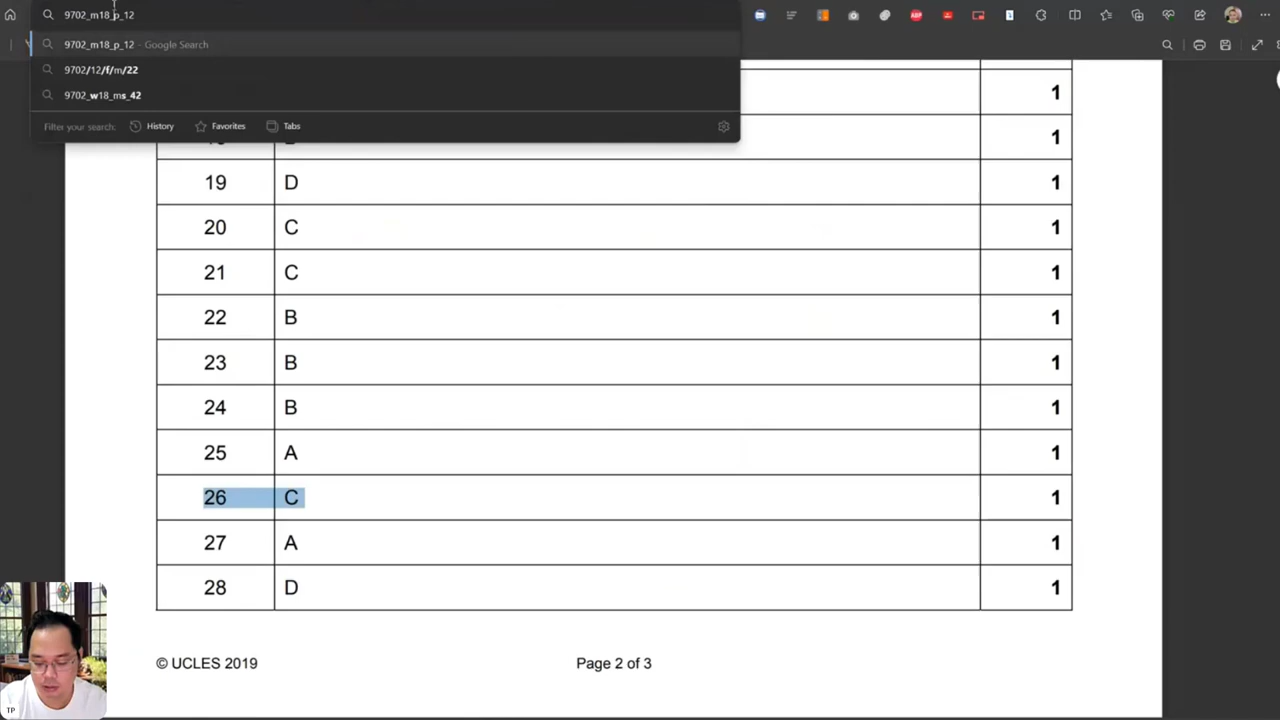 9702_m18_p_12
9702_m18_p_12 - Google Search
9702/12/f/m/22
9702_w18_ms_42
Filter your search: History Favorites Tabs
1
1
19 D 1
20 C 1
21 C 1
22 B 1
23 B 1
24 B 1
25 A 1
26 C 1
27 A 1
28 D 1
© UCLES 2019 Page 2 of 3
TP